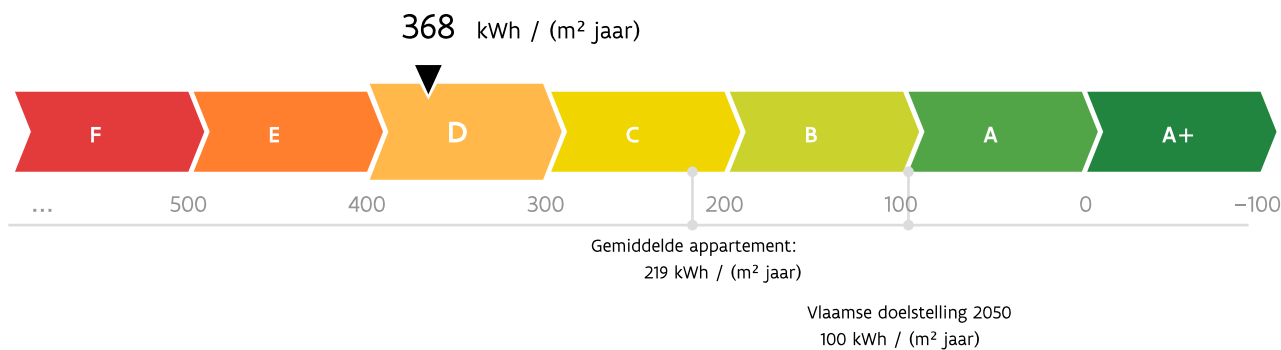 368 kWh / (m² jaar)
F E D C B A A+
... 500 400 300 200 100 0 –100
Gemiddelde appartement:
219 kWh / (m² jaar)
Vlaamse doelstelling 2050
100 kWh / (m² jaar)